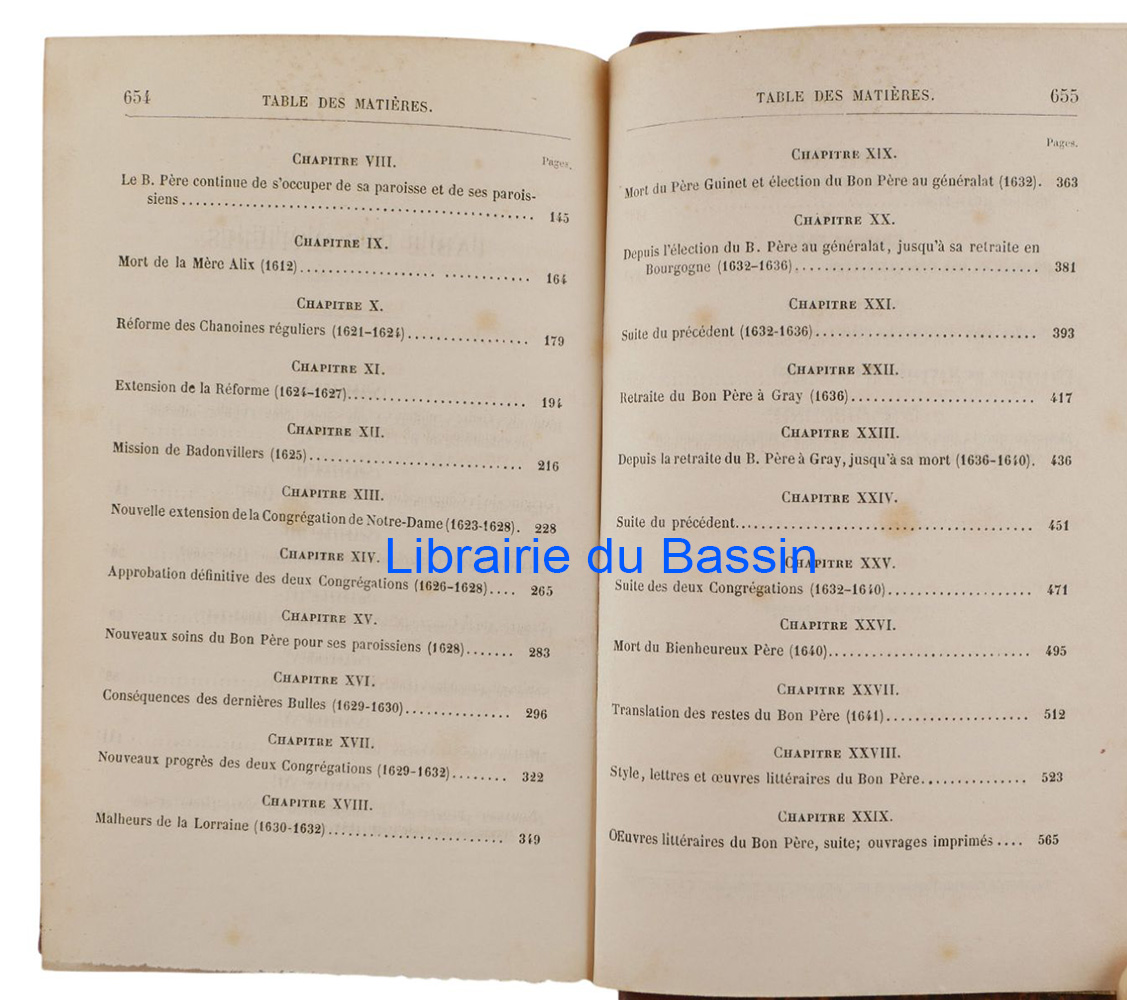 654
TABLE DES MATIÈRES.
CHAPITRE VIII.
Pages.
Le B. Père continue de s'occuper de sa paroisse et de ses parois-
siens.................................................. 145
CHAPITRE IX.
Mort de la Mère Alix (1612)................................ 164
CHAPITRE X.
Réforme des Chanoines réguliers (1621-1624)................. 179
CHAPITRE XI.
Extension de la Réforme (1624-1627)......................... 194
CHAPITRE XII.
Mission de Badonvillers (1625).............................. 216
CHAPITRE XIII.
Nouvelle extension de la Congrégation de Notre-Dame (1623-1628). 228
CHAPITRE XIV.
Approbation définitive des deux Congrégations (1626-1628).... 265
CHAPITRE XV.
Nouveaux soins du Bon Père pour ses paroissiens (1628)....... 283
CHAPITRE XVI.
Conséquences des dernières Bulles (1629-1630)............... 296
CHAPITRE XVII.
Nouveaux progrès des deux Congrégations (1629-1632)........ 322
CHAPITRE XVIII.
Malheurs de la Lorraine (1630-1632)........................ 349
TABLE DES MATIÈRES.
655
Pages.
CHAPITRE XIX.
Mort du Père Guinet et élection du Bon Père au généralat (1632). 363
CHAPITRE XX.
Depuis l'élection du B. Père au généralat, jusqu'à sa retraite en
Bourgogne (1632-1636)................................. 381
CHAPITRE XXI.
Suite du précédent (1632-1636).............................. 393
CHAPITRE XXII.
Retraite du Bon Père à Gray (1636).......................... 417
CHAPITRE XXIII.
Depuis la retraite du B. Père à Gray, jusqu'à sa mort (1636-1640). 436
CHAPITRE XXIV.
Suite du précédent........................................ 451
CHAPITRE XXV.
Suite des deux Congrégations (1632-1640).................... 471
CHAPITRE XXVI.
Mort du Bienheureux Père (1640)............................ 495
CHAPITRE XXVII.
Translation des restes du Bon Père (1641).................... 512
CHAPITRE XXVIII.
Style, lettres et œuvres littéraires du Bon Père............... 523
CHAPITRE XXIX.
OEuvres littéraires du Bon Père, suite; ouvrages imprimés .... 565
Librairie du Bassin